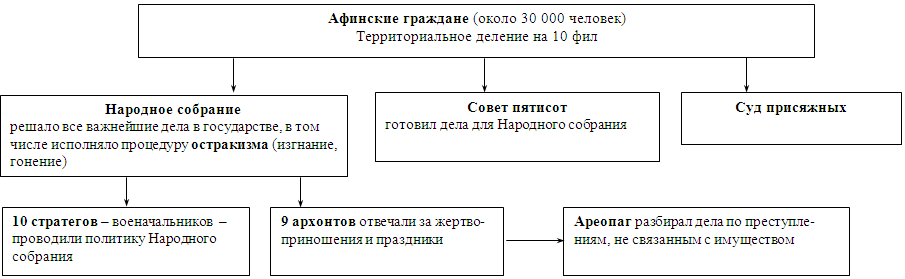 Афинские граждане (около 30 000 человек)
Территориальное деление на 10 фил
Народное собрание
решало все важнейшие дела в государстве, в том
числе исполняло процедуру остракизма (изгнание,
гонение)
Совет пятисот
готовил дела для Народного собрания
Суд присяжных
10 стратегов – военачальников –
проводили политику Народного
собрания
9 архонтов отвечали за жертво-
приношения и праздники
Ареопаг разбирал дела по преступле-
ниям, не связанным с имуществом